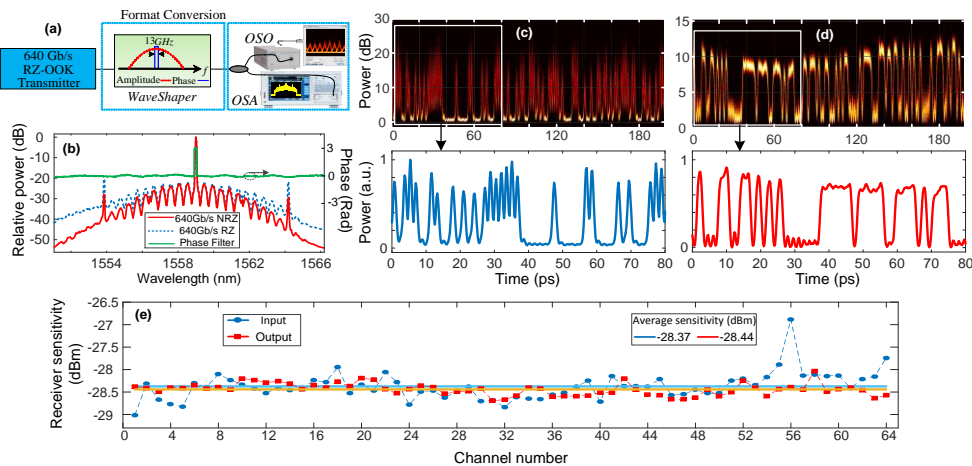 (a)
Format Conversion
640 Gb/s
RZ-OOK
Transmitter
13GHz
f
Amplitude Phase
WaveShaper
OSO
OSA
(b)
Relative power (dB)
0
-10
-20
-30
-40
-50
3
0
-3
Phase (Rad)
640Gb/s NRZ
640Gb/s RZ
Phase Filter
1554 1558 1562 1566
Wavelength (nm)
(c)
Power (dB)
30
20
10
0
0 60 120 180
Power (a.u.)
1
0.5
0
0 10 20 30 40 50 60 70 80
Time (ps)
(d)
15
10
5
0
0 60 120 180
1
0.5
0
0 10 20 30 40 50 60 70 80
Time (ps)
(e)
Receiver sensitivity
(dBm)
-26.5
-27
-27.5
-28
-28.5
-29
Input
Output
Average sensitivity (dBm)
-28.37 -28.44
0 4 8 12 16 20 24 28 32 36 40 44 48 52 56 60 64
Channel number